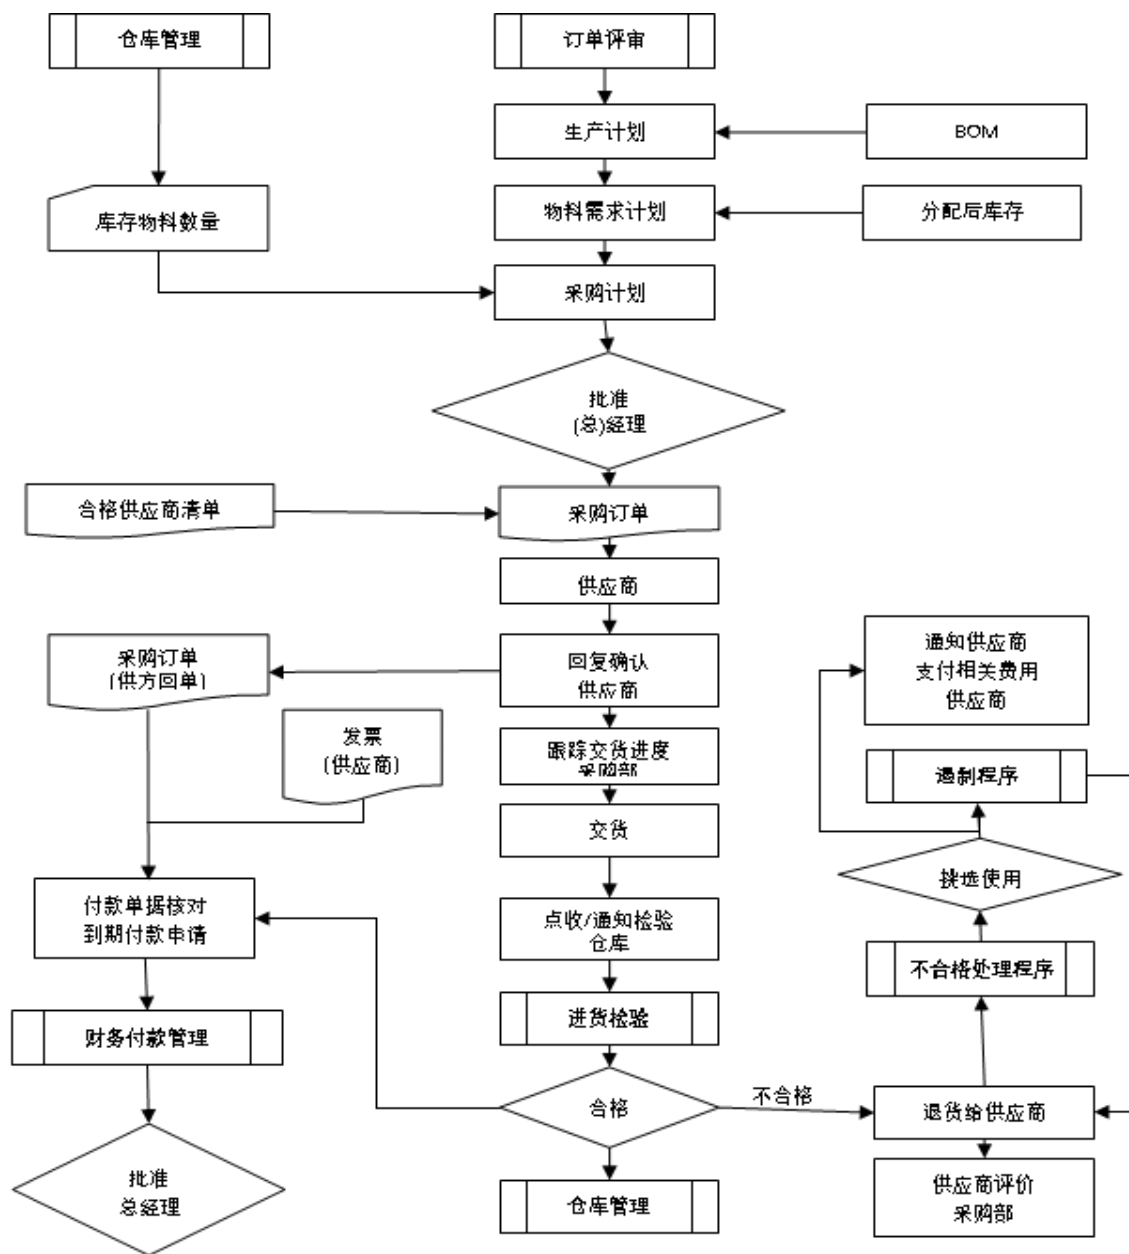 仓库管理
订单评审
生产计划
BOM
库存物料数量
物料需求计划
分配后库存
采购计划
批准
(总)经理
合格供应商清单
采购订单
供应商
采购订单
(供方回单)
回复确认
供应商
通知供应商
支付相关费用
供应商
发票
(供应商)
跟踪交货进度
采购部
遏制程序
交货
挑选使用
付款单据核对
到期付款申请
点收/通知检验
仓库
不合格处理程序
财务付款管理
进货检验
合格
不合格
退货给供应商
批准
总经理
仓库管理
供应商评价
采购部